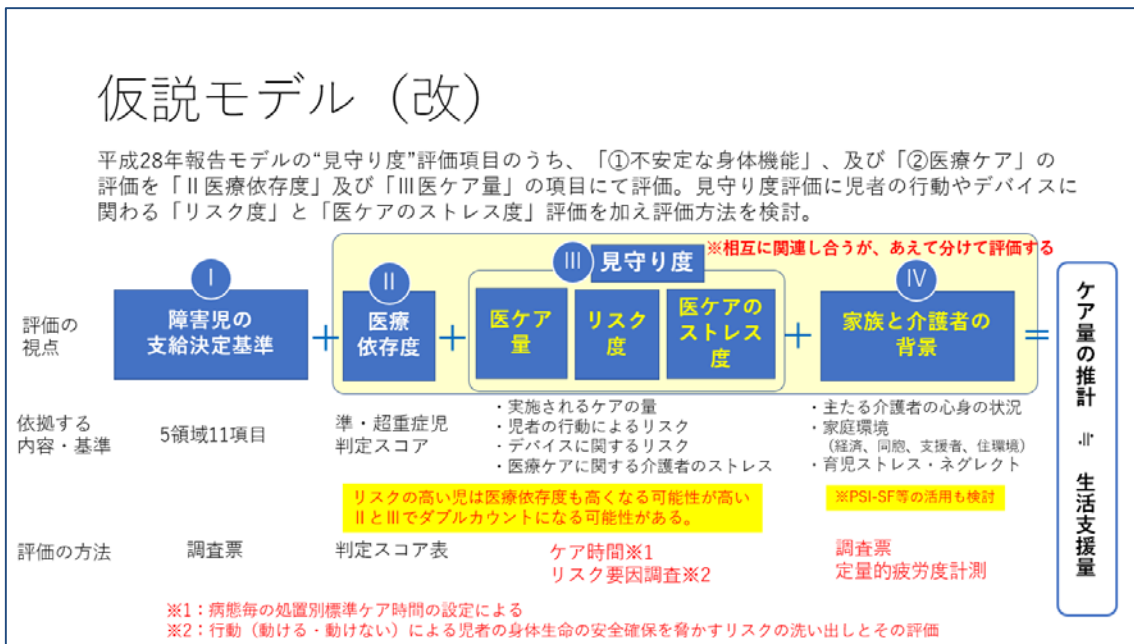 仮説モデル（改）
平成28年報告モデルの“見守り度”評価項目のうち、「①不安定な身体機能」、及び「②医療ケア」の
評価を「Ⅱ医療依存度」及び「Ⅲ医ケア量」の項目にて評価。見守り度評価に児者の行動やデバイスに
関わる「リスク度」と「医ケアのストレス度」評価を加え評価方法を検討。
※相互に関連し合うが、あえて分けて評価する
評価の
視点
Ⅰ
障害児の
支給決定基準
+
Ⅱ
医療
依存度
+
Ⅲ
見守り度
医ケア
量
リスク
度
医ケアの
ストレス
度
+
Ⅳ
家族と介護者の
背景
=
ケア量の推計 ≒ 生活支援量
依拠する
内容・基準
5領域11項目
準・超重症児
判定スコア
・実施されるケアの量
・児者の行動によるリスク
・デバイスに関するリスク
・医療ケアに関する介護者のストレス
・主たる介護者の心身の状況
・家庭環境
（経済、同胞、支援者、住環境）
・育児ストレス・ネグレクト
リスクの高い児は医療依存度も高くなる可能性が高い
ⅡとⅢでダブルカウントになる可能性がある。
※PSI-SF等の活用も検討
評価の方法
調査票
判定スコア表
ケア時間※1
リスク要因調査※2
調査票
定量的疲労度計測
※1：病態毎の処置別標準ケア時間の設定による
※2：行動（動ける・動けない）による児者の身体生命の安全確保を脅かすリスクの洗い出しとその評価